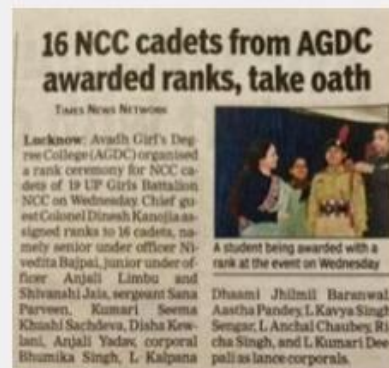 16 NCC cadets from AGDC
awarded ranks, take oath
TIMES NEWS NETWORK
Lucknow: Avadh Girl's Deg-
ree College (AGDC) organised
a rank ceremony for NCC ca-
dets of 19 UP Girls Battalion
NCC on Wednesday. Chief gu-
est Colonel Dinesh Kanojia as-
signed ranks to 16 cadets, na-
mely senior under officer Ni-
vedita Bajpai, junior under of-
ficer Anjali Limbu and
Shivanshi Jais, sergeant Sana
Parveen, Kumari Seema
Khushi Sachdeva, Disha Kew-
lani, Anjali Yadav, corporal
Bhumika Singh, L Kalpana
A student being awarded with a
rank at the event on Wednesday
Dhaami Jhilmil Baranwal
Aastha Pandey, L Kavya Singh
Sengar, L Anchal Chaubey, Ri
cha Singh, and L Kumari Dee
pali as lance corporals.